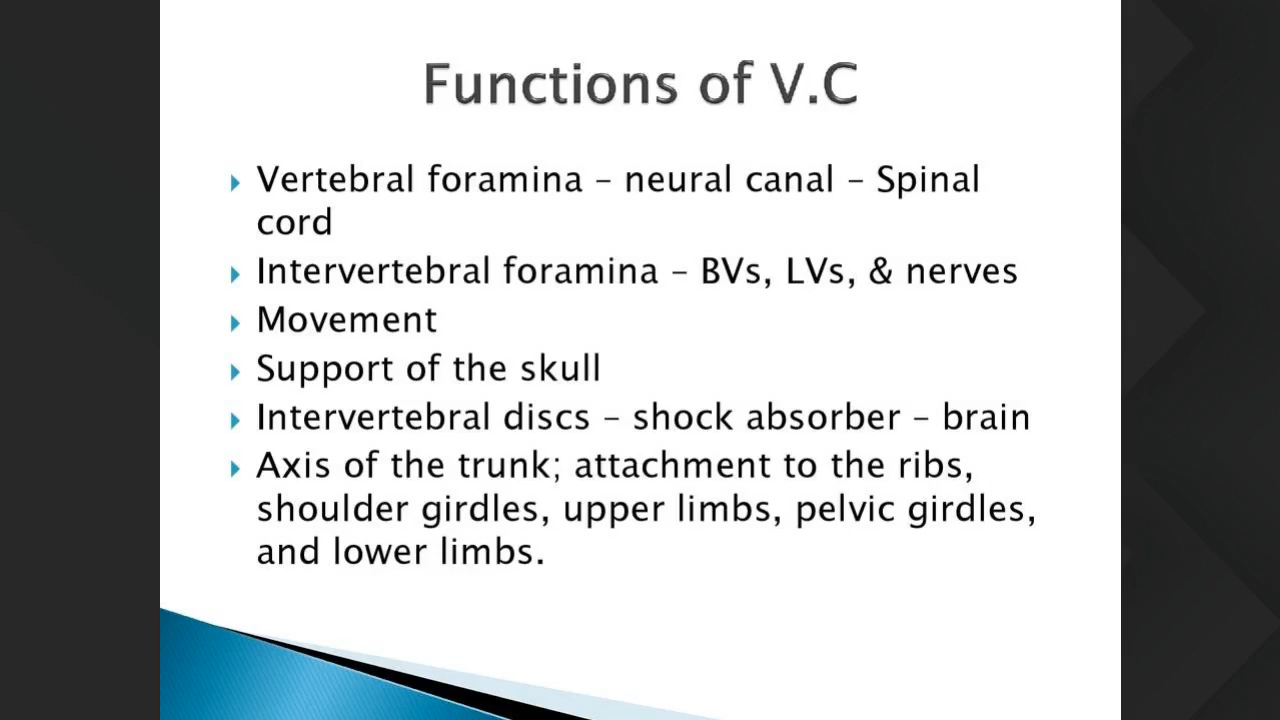 Functions of V.C
Vertebral foramina – neural canal – Spinal
cord
Intervertebral foramina – BVs, LVs, & nerves
Movement
Support of the skull
Intervertebral discs – shock absorber – brain
Axis of the trunk; attachment to the ribs,
shoulder girdles, upper limbs, pelvic girdles,
and lower limbs.